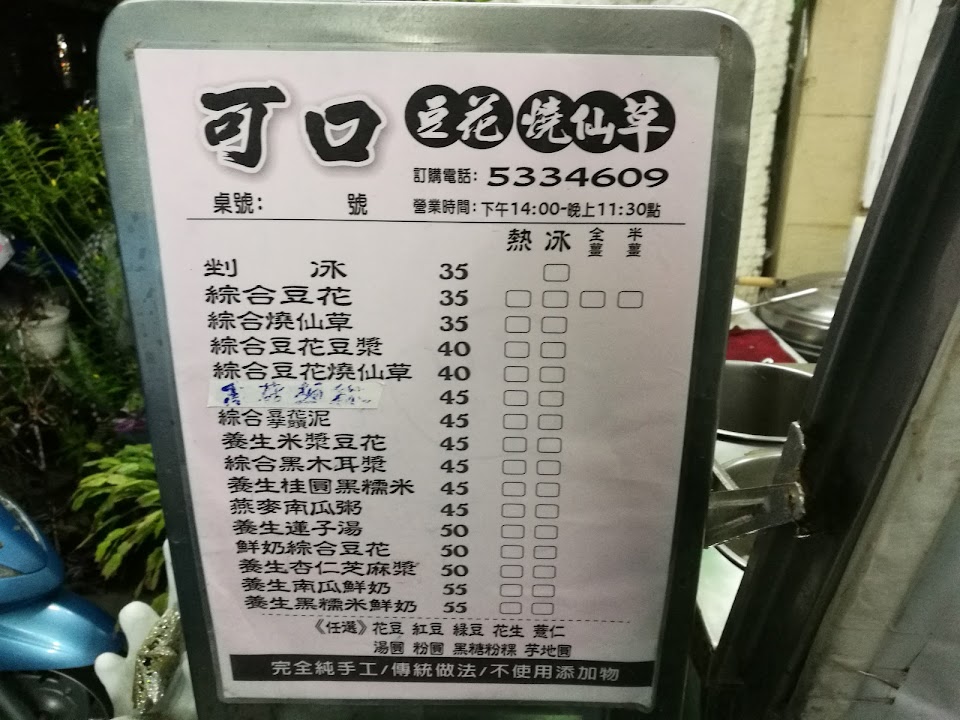 可口 豆花 燒仙草
訂購電話: 5334609
桌號: 號 營業時間:下午14:00-晚上11:30點
熱 冰 全薑 半薑
剉 冰 35
綜合豆花 35
綜合燒仙草 35
綜合豆花豆漿 40
綜合豆花燒仙草 40
45
綜合 泥 45
養生米漿豆花 45
綜合黑木耳漿 45
養生桂圓黑糯米 45
燕麥南瓜粥 45
養生蓮子湯 50
鮮奶綜合豆花 50
養生杏仁芝麻漿 50
養生南瓜鮮奶 55
養生黑糯米鮮奶 55
《任選》花豆 紅豆 綠豆 花生 薏仁
湯圓 粉圓 黑糖粉粿 芋地圓
完全純手工/傳統做法/不使用添加物